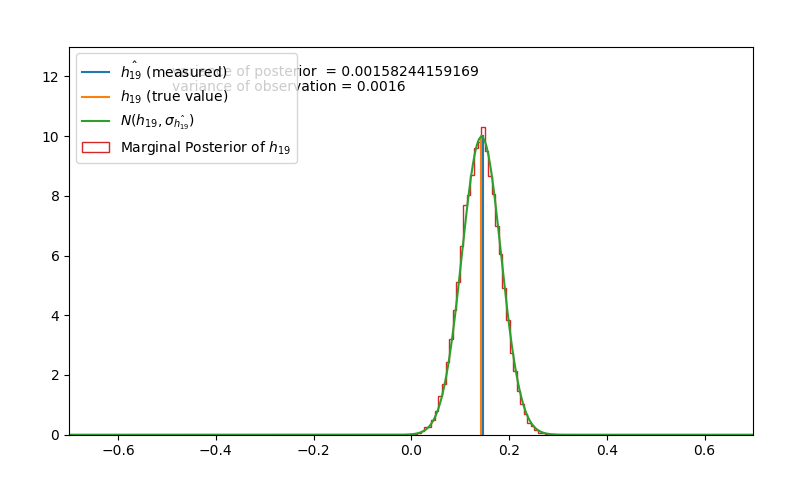 12
10
8
6
4
2
0
−0.6 −0.4 −0.2 0.0 0.2 0.4 0.6
ĥ₁₉ (measured)
h₁₉ (true value)
N(h₁₉, σ_ĥ₁₉)
Marginal Posterior of h₁₉
variance of posterior = 0.00158244159169
variance of observation = 0.0016